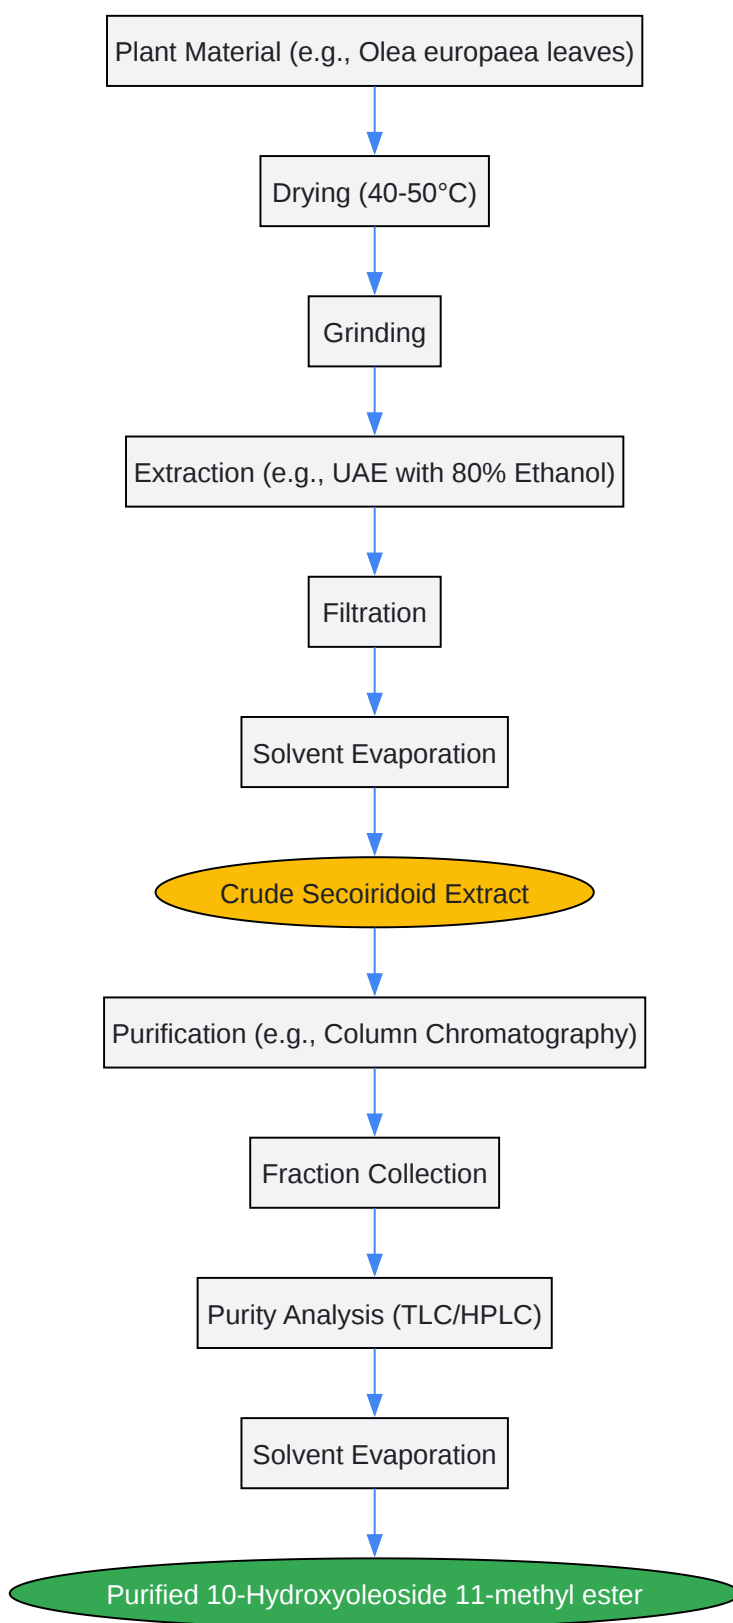 Plant Material (e.g., Olea europaea leaves)
Drying (40-50°C)
Grinding
Extraction (e.g., UAE with 80% Ethanol)
Filtration
Solvent Evaporation
Crude Secoiridoid Extract
Purification (e.g., Column Chromatography)
Fraction Collection
Purity Analysis (TLC/HPLC)
Solvent Evaporation
Purified 10-Hydroxyoleoside 11-methyl ester